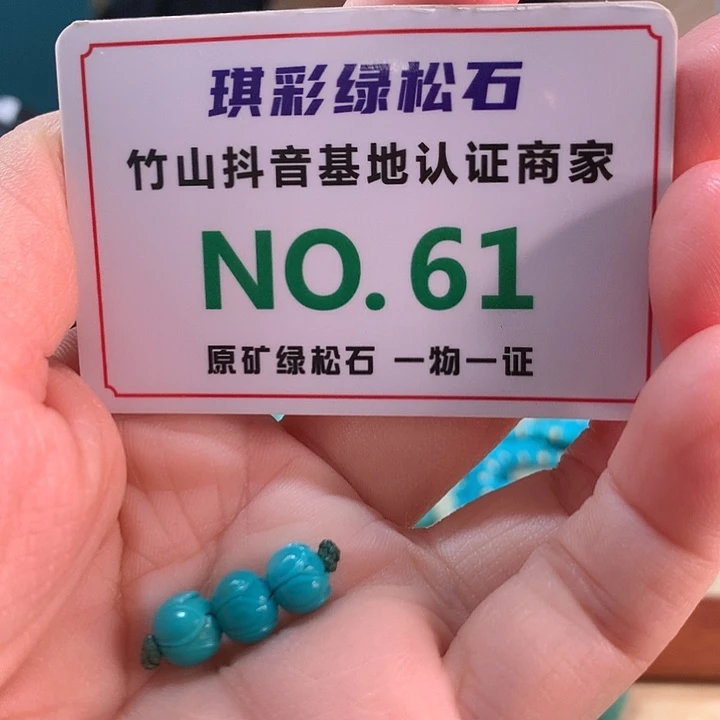 琪彩绿松石
竹山抖音基地认证商家
NO.61
原矿绿松石 一物一证